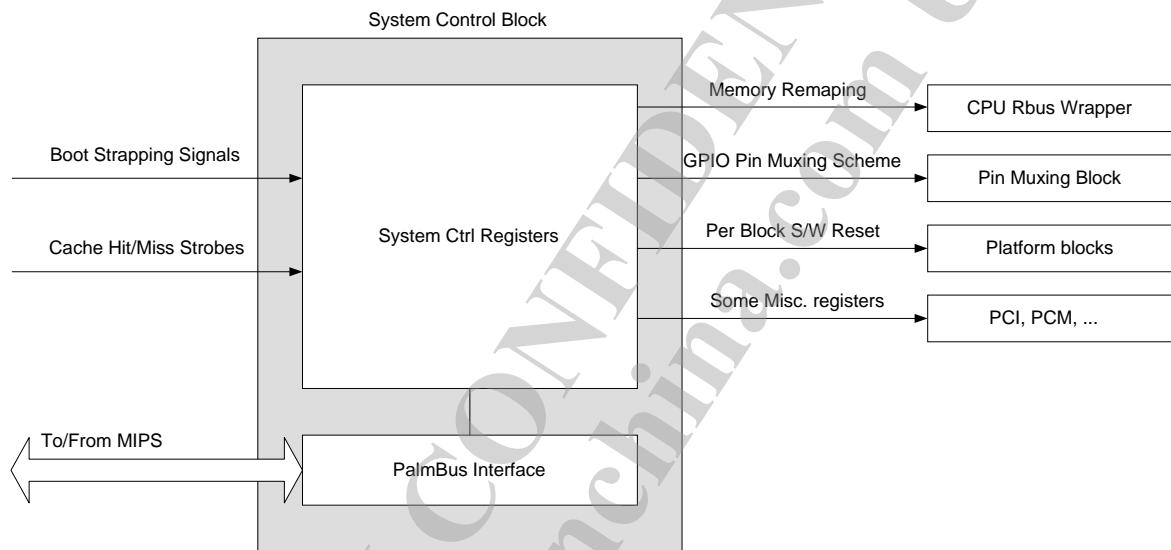 System Control Block
Memory Remaping
CPU Rbus Wrapper
Boot Strapping Signals
GPIO Pin Muxing Scheme
Pin Muxing Block
System Ctrl Registers
Per Block S/W Reset
Platform blocks
Cache Hit/Miss Strobes
Some Misc. registers
PCI, PCM, ...
To/From MIPS
PalmBus Interface